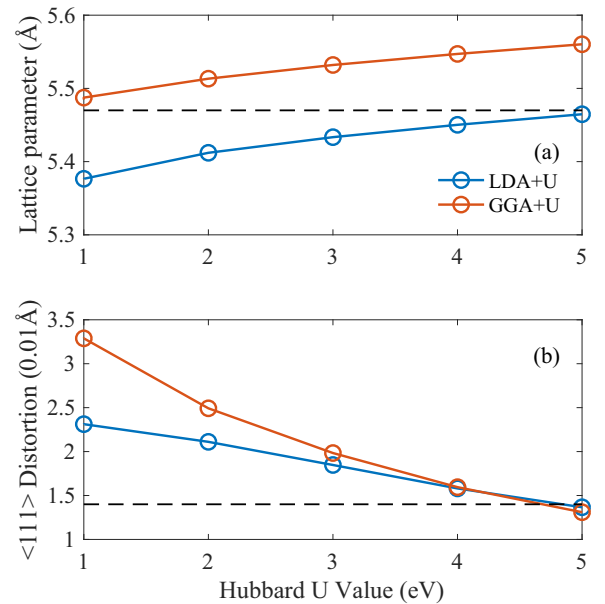 5.6
5.5
5.4
5.3
Lattice parameter (Å)
(a)
LDA+U
GGA+U
1 2 3 4 5
3.5
3
2.5
2
1.5
1
<111> Distortion (0.01Å)
(b)
1 2 3 4 5
Hubbard U Value (eV)